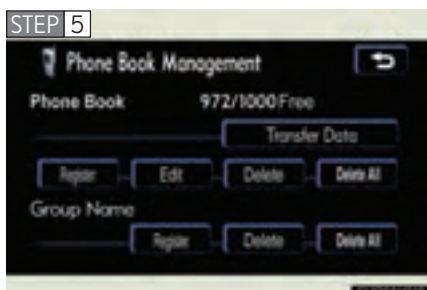 STEP 5
Phone Book Management
Phone Book 972/1000 Free
Transfer Data
Register Edit Delete Delete All
Group Name
Register Delete Delete All